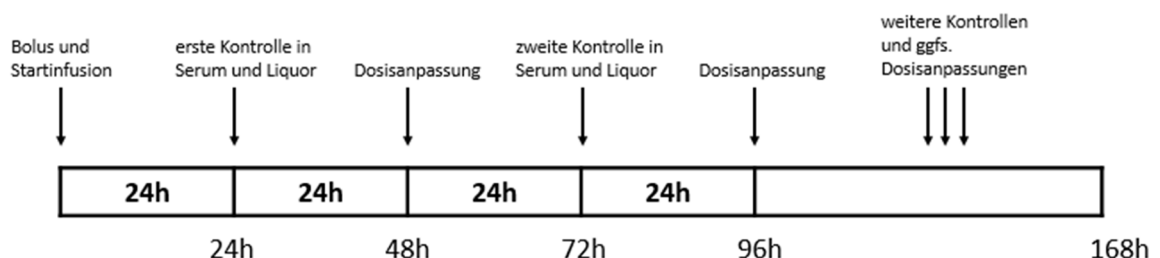 Bolus und
Startinfusion
erste Kontrolle in
Serum und Liquor
Dosisanpassung
zweite Kontrolle in
Serum und Liquor
Dosisanpassung
weitere Kontrollen
und ggfs.
Dosisanpassungen
24h
24h
24h
24h
24h
48h
72h
96h
168h